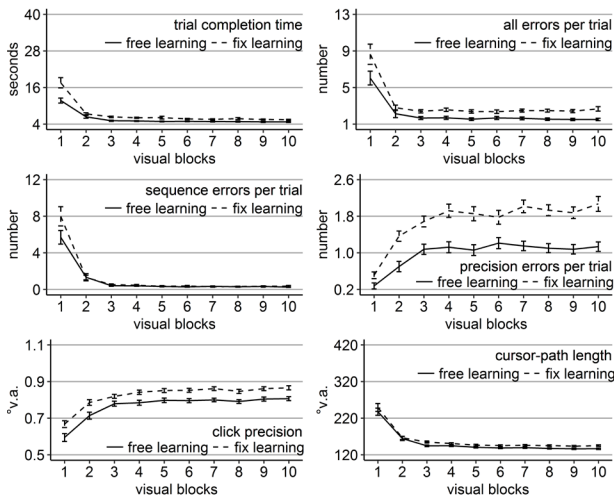 trial completion time
free learning fix learning
40
28
16
4
seconds
1 2 3 4 5 6 7 8 9 10
visual blocks
all errors per trial
free learning fix learning
13
9
5
1
number
1 2 3 4 5 6 7 8 9 10
visual blocks
sequence errors per trial
free learning fix learning
12
8
4
0
number
1 2 3 4 5 6 7 8 9 10
visual blocks
2.6
1.8
1.0
0.2
number
precision errors per trial
free learning fix learning
1 2 3 4 5 6 7 8 9 10
visual blocks
1.1
0.9
0.7
0.5
°v.a.
click precision
free learning fix learning
1 2 3 4 5 6 7 8 9 10
visual blocks
cursor-path length
free learning fix learning
420
320
220
120
°v.a.
1 2 3 4 5 6 7 8 9 10
visual blocks